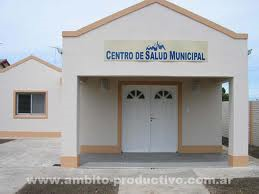 CENTRO DE SALUD MUNICIPAL
www.ambito-productivo.com.ar